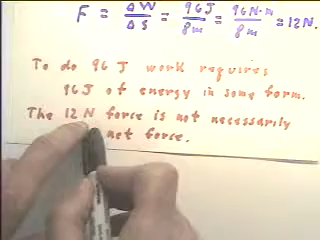 F = ΔW/ΔS = 96J/8m = 96N·m/8m = 12N.
To do 96 J work requires
96J of energy in some form.
The 12 N force is not necessarily
net force.